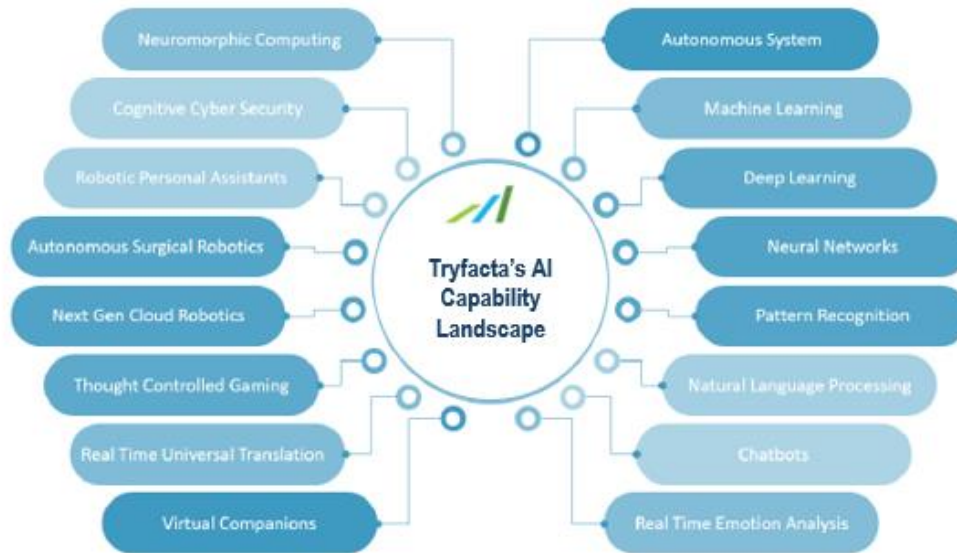 Neuromorphic Computing
Cognitive Cyber Security
Robotic Personal Assistants
Autonomous Surgical Robotics
Next Gen Cloud Robotics
Thought Controlled Gaming
Real Time Universal Translation
Virtual Companions
Tryfacta's AI
Capability
Landscape
Autonomous System
Machine Learning
Deep Learning
Neural Networks
Pattern Recognition
Natural Language Processing
Chatbots
Real Time Emotion Analysis